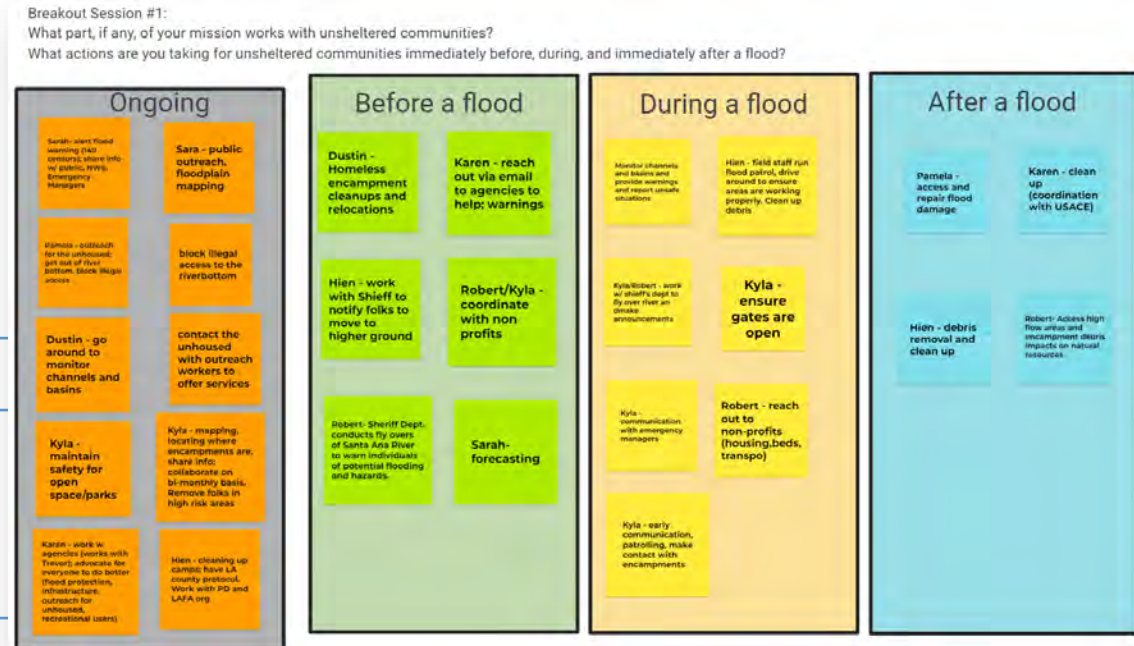 Breakout Session #1:
What part, if any, of your mission works with unsheltered communities?
What actions are you taking for unsheltered communities immediately before, during, and immediately after a flood?
Ongoing
Sarah- alert flood
warning (140
censors); share info
w/ public, NWS,
Emergency
Managers
Sara - public
outreach,
floodplain
mapping
Pamela - outreach
for the unhoused;
get out of river
bottom, block illegal
access
block illegal
access to the
riverbottom
Dustin - go
around to
monitor
channels and
basins
contact the
unhoused
with outreach
workers to
offer services
Kyla -
maintain
safety for
open
space/parks
Kyla - mapping,
locating where
encampments are,
share info;
collaborate on
bi-monthly basis.
Remove folks in
high risk areas
Karen - work w
agencies (works with
Trevor); advocate for
everyone to do better
(flood protection,
infrastructure,
outreach for
unhoused,
recreational users)
Hien - cleaning up
camps; have LA
county protocol.
Work with PD and
LAFA org
Before a flood
Dustin -
Homeless
encampment
cleanups and
relocations
Karen - reach
out via email
to agencies to
help; warnings
Hien - work
with Shieff to
notify folks to
move to
higher ground
Robert/Kyla -
coordinate
with non
profits
Robert- Sheriff Dept.
conducts fly overs
of Santa Ana River
to warn individuals
of potential flooding
and hazards.
Sarah-
forecasting
During a flood
Monitor channels
and basins and
provide warnings
and report unsafe
situations
Hien - field staff run
flood patrol, drive
around to ensure
areas are working
properly. Clean up
debris
Kyla/Robert - work
w/ shieff's dept to
fly over river an
dmake
announcements
Kyla -
ensure
gates are
open
Kyla -
communication
with emergency
managers
Robert - reach
out to
non-profits
(housing,beds,
transpo)
Kyla - early
communication,
patrolling, make
contact with
encampments
After a flood
Pamela -
access and
repair flood
damage
Karen - clean
up
(coordination
with USACE)
Hien - debris
removal and
clean up
Robert- Access high
flow areas and
encampment debris
impacts on natural
resources